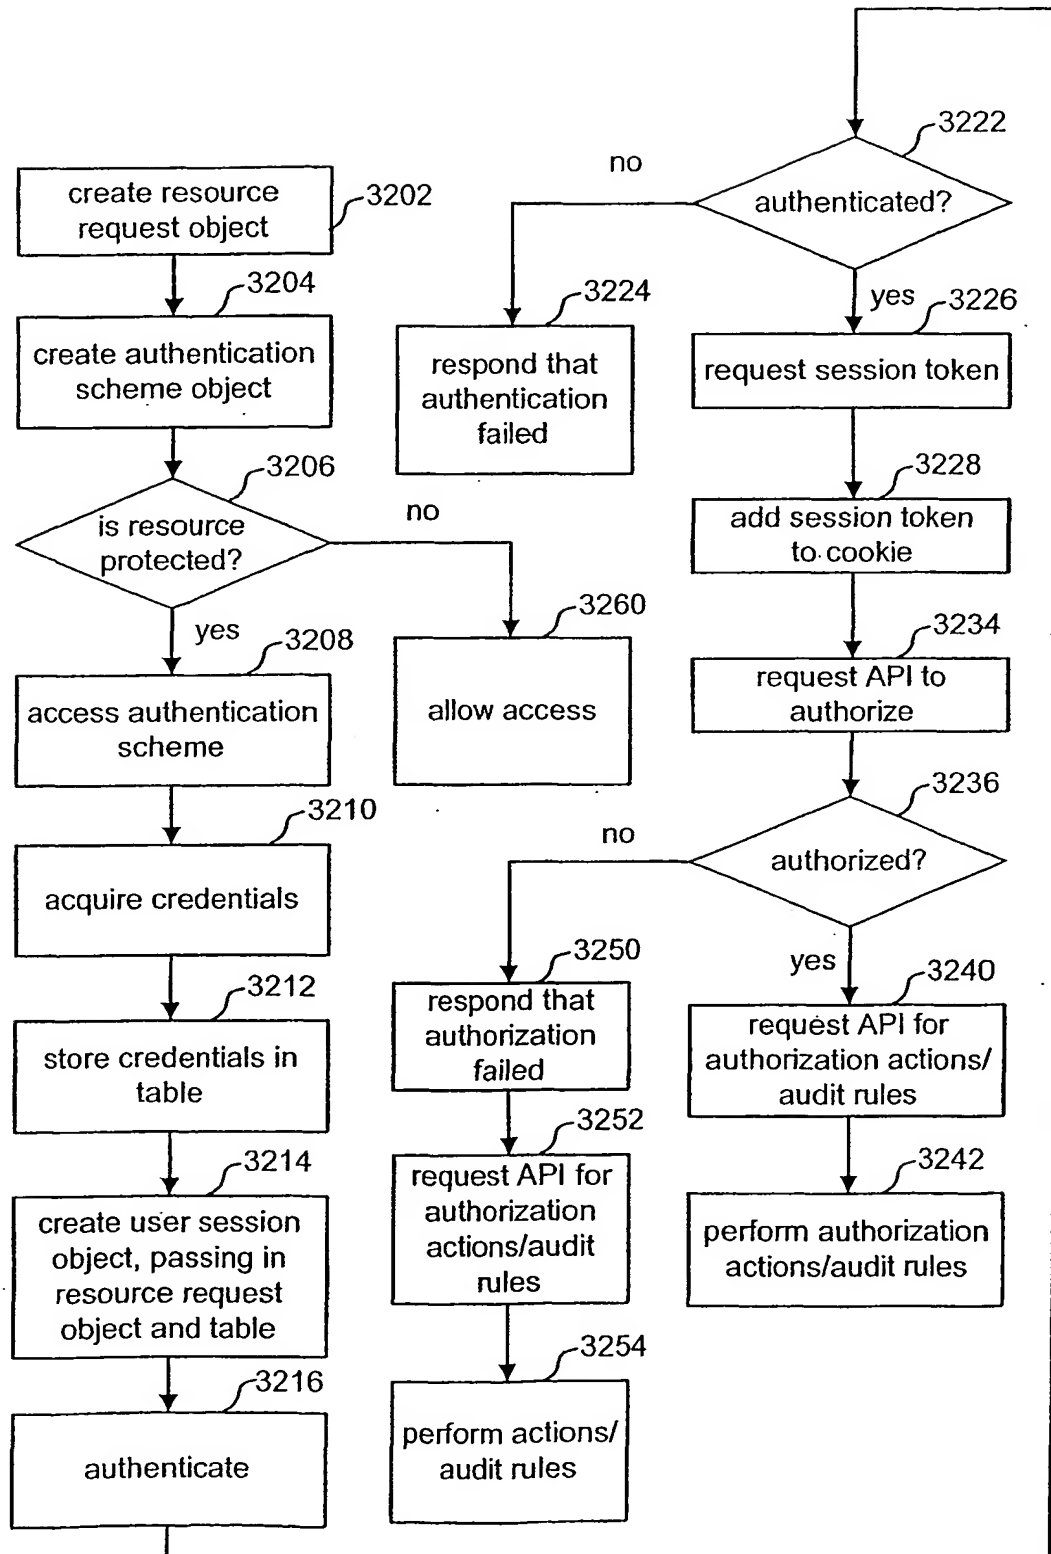 create resource
request object
3202
3204
create authentication
scheme object
3206
is resource
protected?
no
yes
3260
allow access
3208
access authentication
scheme
3210
acquire credentials
3212
store credentials in
table
3214
create user session
object, passing in
resource request
object and table
3216
authenticate
3222
authenticated?
no
3224
respond that
authentication
failed
yes
3226
request session token
3228
add session token
to cookie
3234
request API to
authorize
3236
authorized?
no
yes
3250
respond that
authorization
failed
3252
request API for
authorization
actions/audit
rules
3254
perform actions/
audit rules
3240
request API for
authorization actions/
audit rules
3242
perform authorization
actions/audit rules